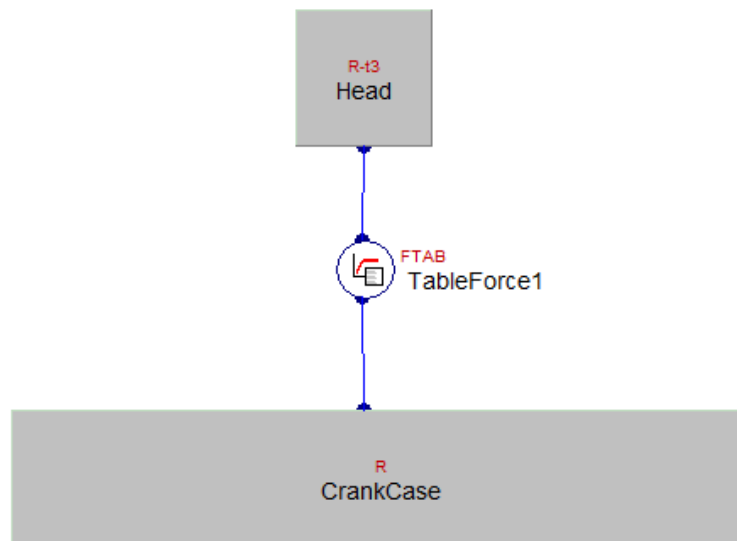 R-t3
Head
FTAB
TableForce1
R
CrankCase